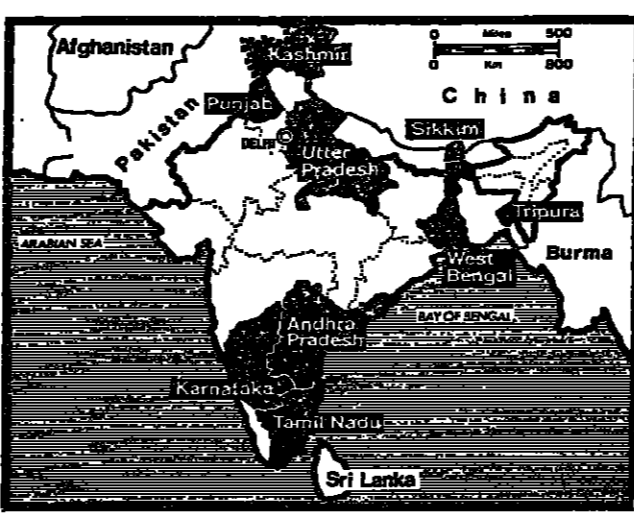 Afghanistan
Kashmir
0 Miles 500
0 Km 800
China
Punjab
Pakistan
DELHI
Sikkim
Utter
Pradesh
Tripura
ARABIAN SEA
Burma
West
Bengal
BAY OF BENGAL
Andhra
Pradesh
Karnataka
Tamil Nadu
Sri Lanka